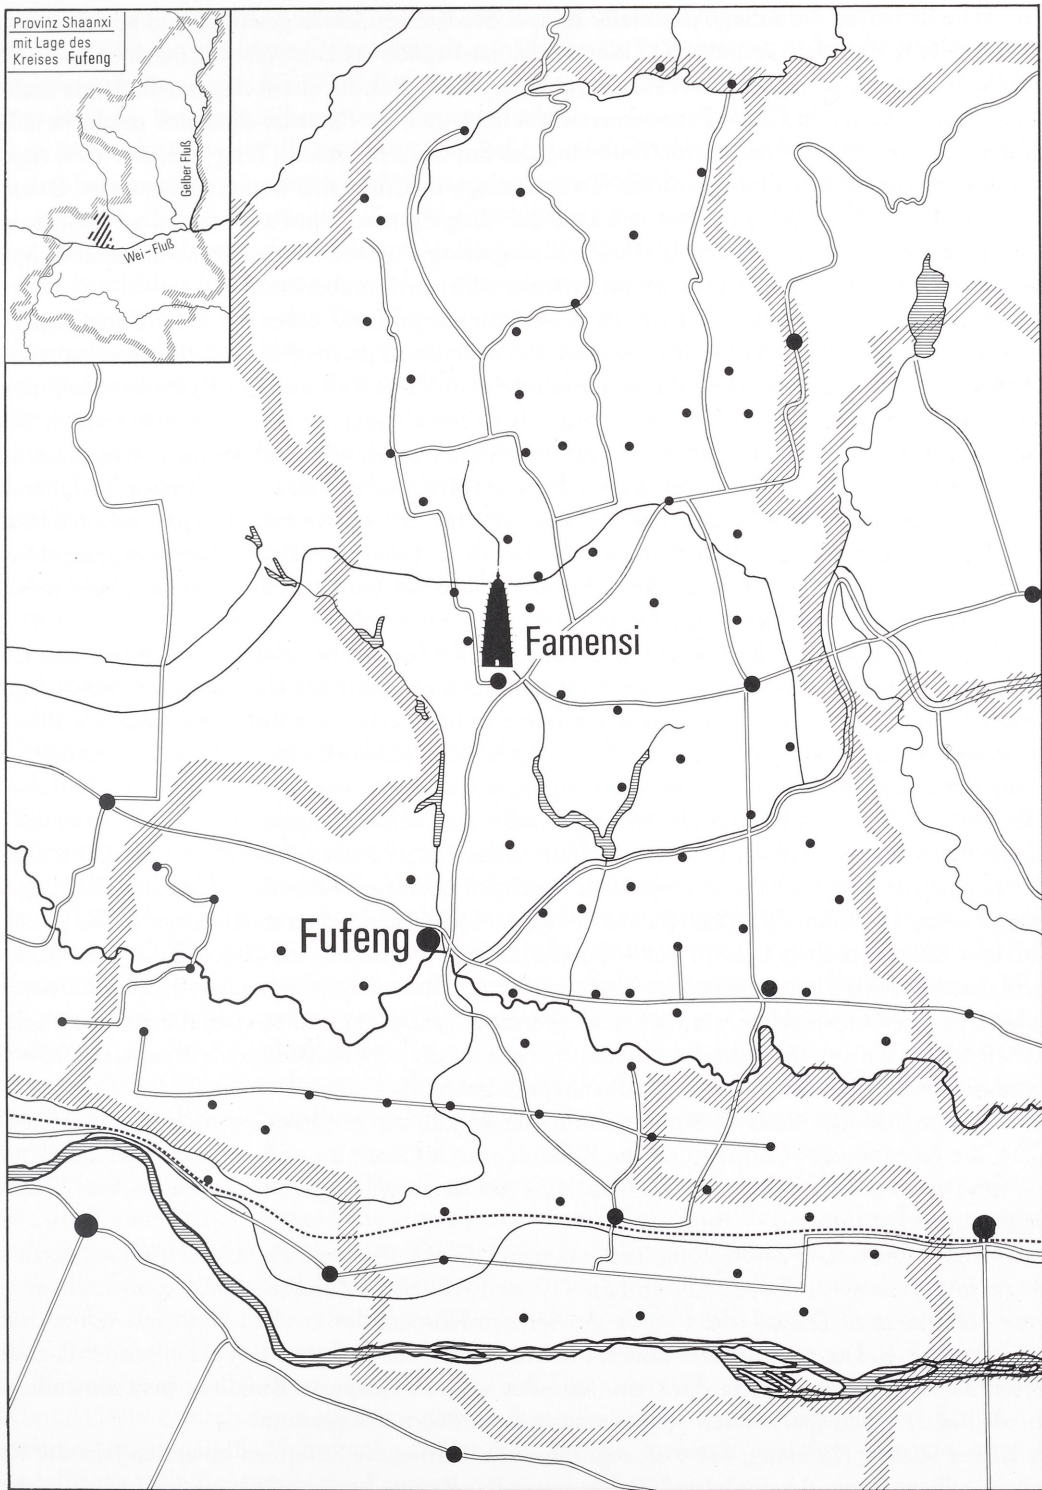 Provinz Shaanxi
mit Lage des
Kreises Fufeng
Gelber Fluß
Wei-Fluß
Famensi
Fufeng